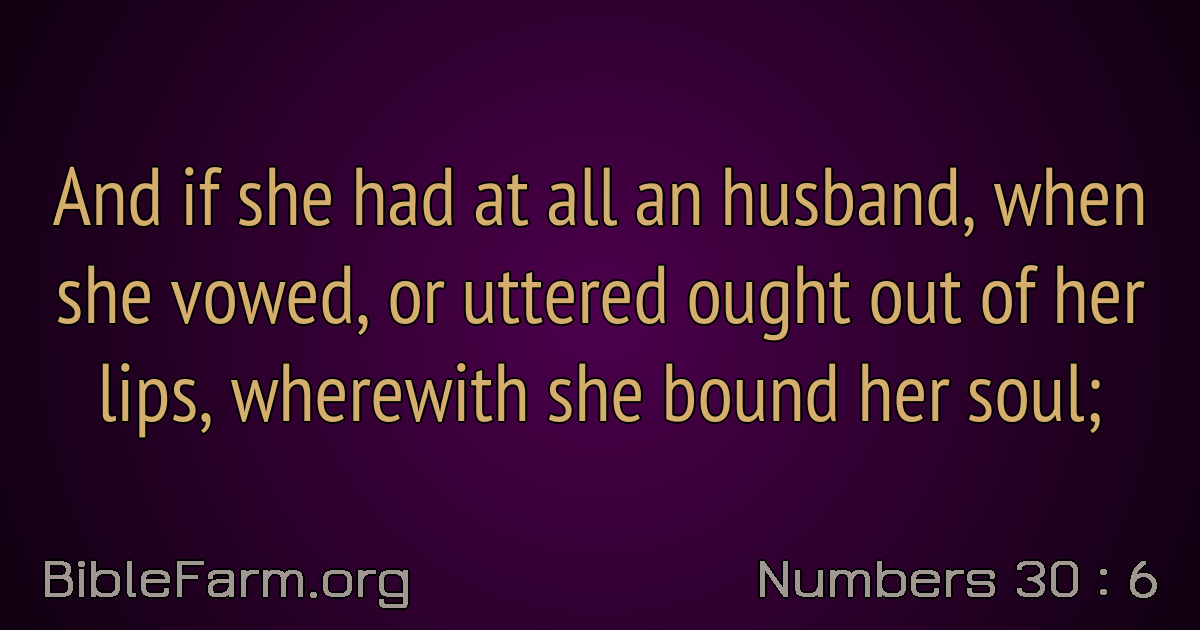 And if she had at all an husband, when
she vowed, or uttered ought out of her
lips, wherewith she bound her soul;
BibleFarm.org
Numbers 30 : 6